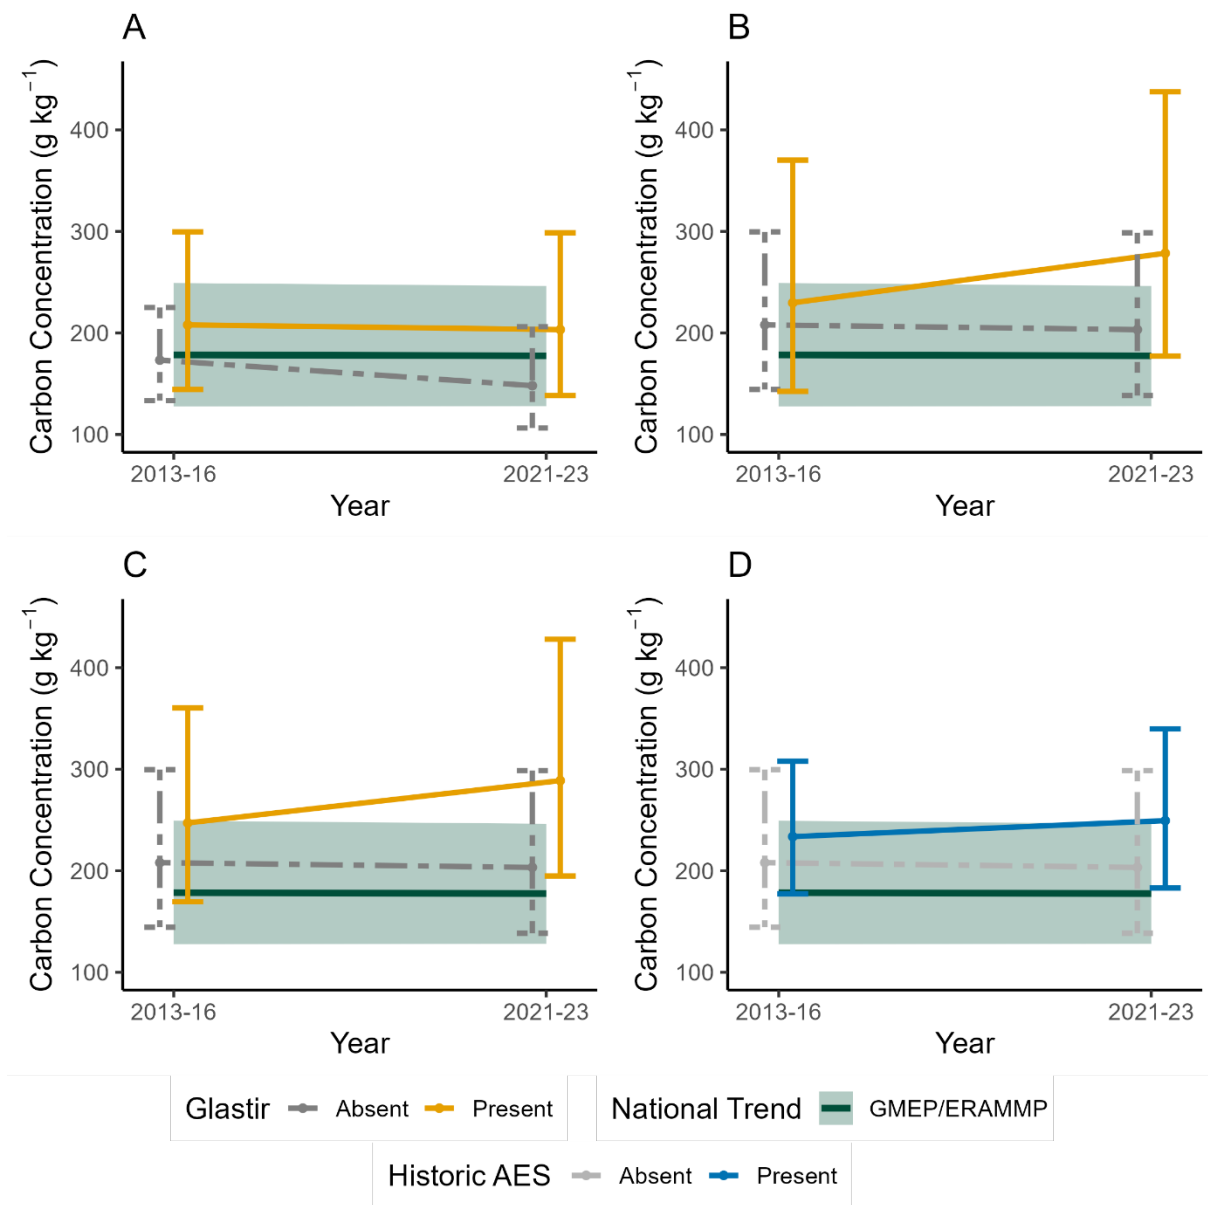 A
Carbon Concentration (g kg⁻¹)
400
300
200
100
2013-16
2021-23
Year
B
Carbon Concentration (g kg⁻¹)
400
300
200
100
2013-16
2021-23
Year
C
Carbon Concentration (g kg⁻¹)
400
300
200
100
2013-16
2021-23
Year
D
Carbon Concentration (g kg⁻¹)
400
300
200
100
2013-16
2021-23
Year
Glastir Absent Present
National Trend GMEP/ERAMMP
Historic AES Absent Present